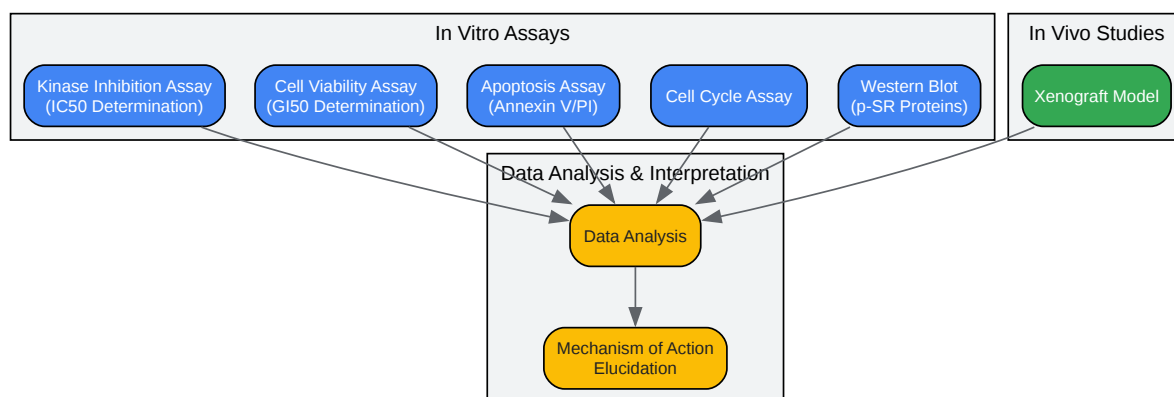 In Vitro Assays
In Vivo Studies
Kinase Inhibition Assay
(IC50 Determination)
Cell Viability Assay
(GI50 Determination)
Apoptosis Assay
(Annexin V/PI)
Cell Cycle Assay
Western Blot
(p-SR Proteins)
Xenograft Model
Data Analysis & Interpretation
Data Analysis
Mechanism of Action
Elucidation